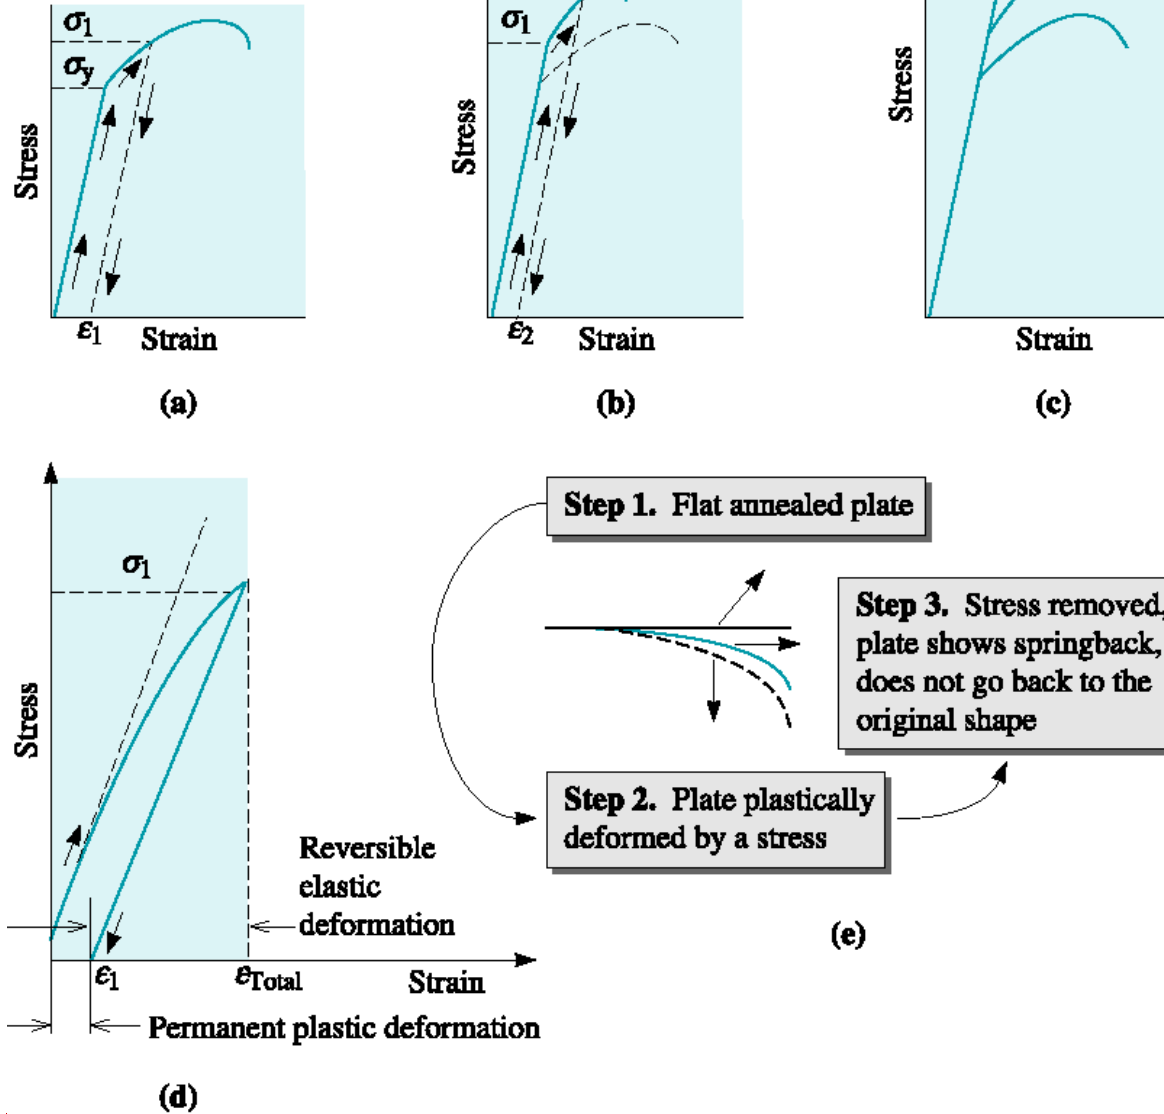 σ1
σy
Stress
ε1
Strain
(a)
σ1
Stress
ε2
Strain
(b)
Stress
Strain
(c)
σ1
Stress
Reversible
elastic
deformation
ε1
εTotal
Strain
Permanent plastic deformation
(d)
Step 1. Flat annealed plate
Step 3. Stress removed,
plate shows springback,
does not go back to the
original shape
Step 2. Plate plastically
deformed by a stress
(e)